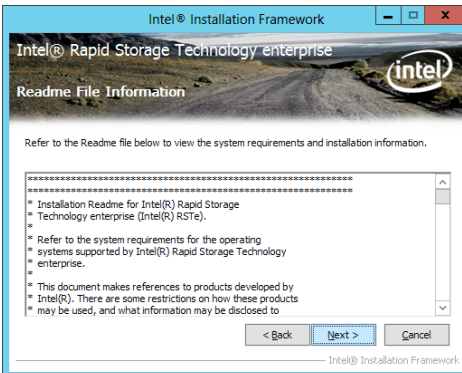 Intel® Installation Framework
Intel® Rapid Storage Technology enterprise
intel
Readme File Information
Refer to the Readme file below to view the system requirements and installation information.
************************************************************
************************************************************
* Installation Readme for Intel(R) Rapid Storage
* Technology enterprise (Intel(R) RSTe).
*
* Refer to the system requirements for the operating
* systems supported by Intel(R) Rapid Storage Technology
* enterprise.
*
* This document makes references to products developed by
* Intel(R). There are some restrictions on how these products
* may be used, and what information may be disclosed to
< Back Next > Cancel
Intel® Installation Framework